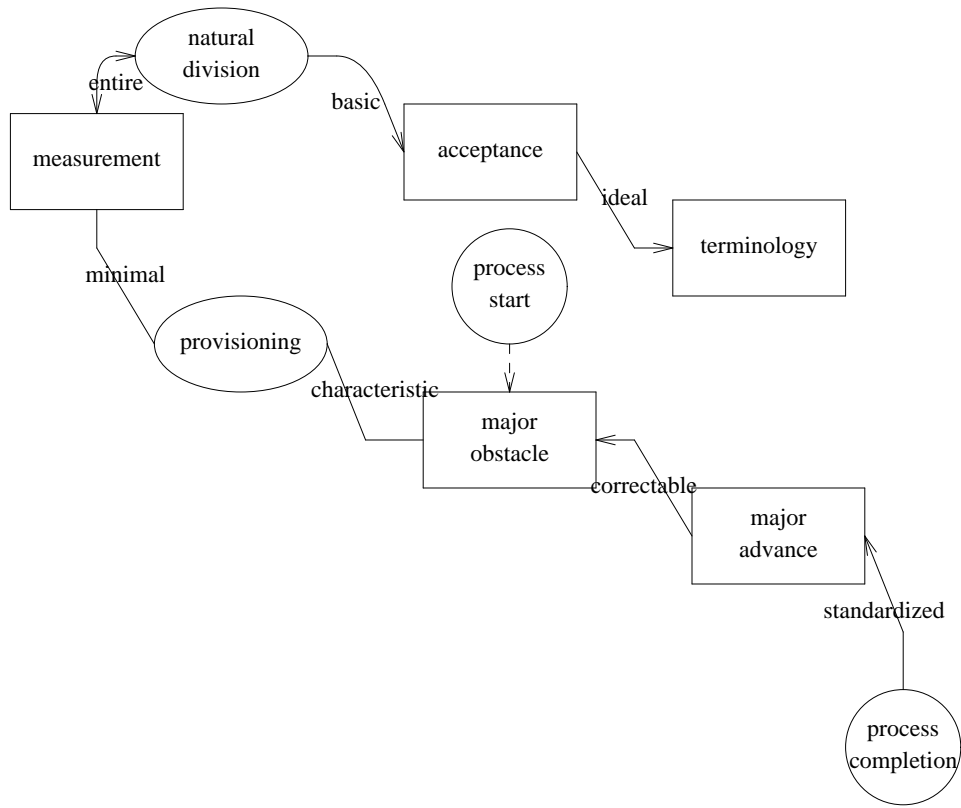 natural
division
entire
basic
measurement
acceptance
ideal
terminology
minimal
process
start
provisioning
characteristic
major
obstacle
correctable
major
advance
standardized
process
completion